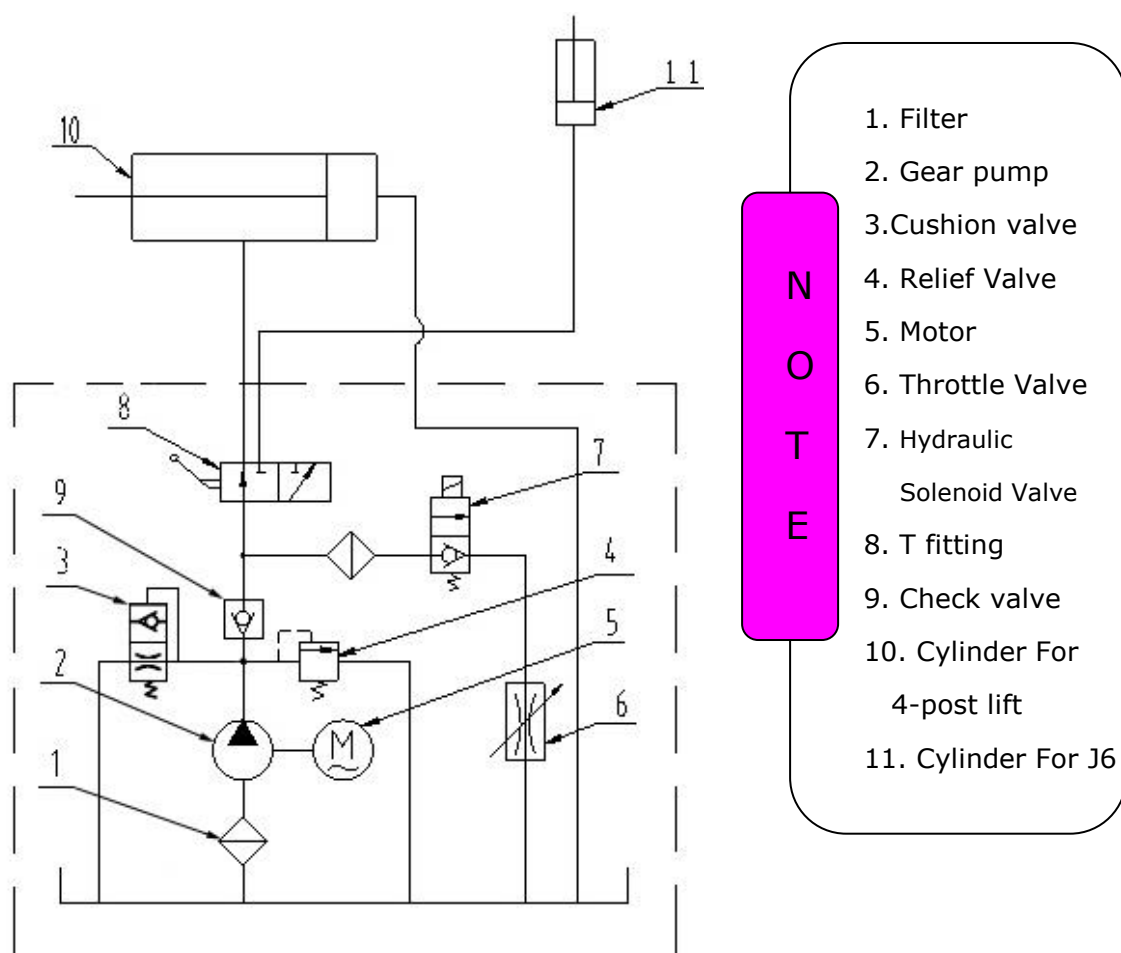 11
10
8
7
9
4
3
5
2
6
1
M
N
O
T
E
1. Filter
2. Gear pump
3.Cushion valve
4. Relief Valve
5. Motor
6. Throttle Valve
7. Hydraulic
Solenoid Valve
8. T fitting
9. Check valve
10. Cylinder For
4-post lift
11. Cylinder For J6